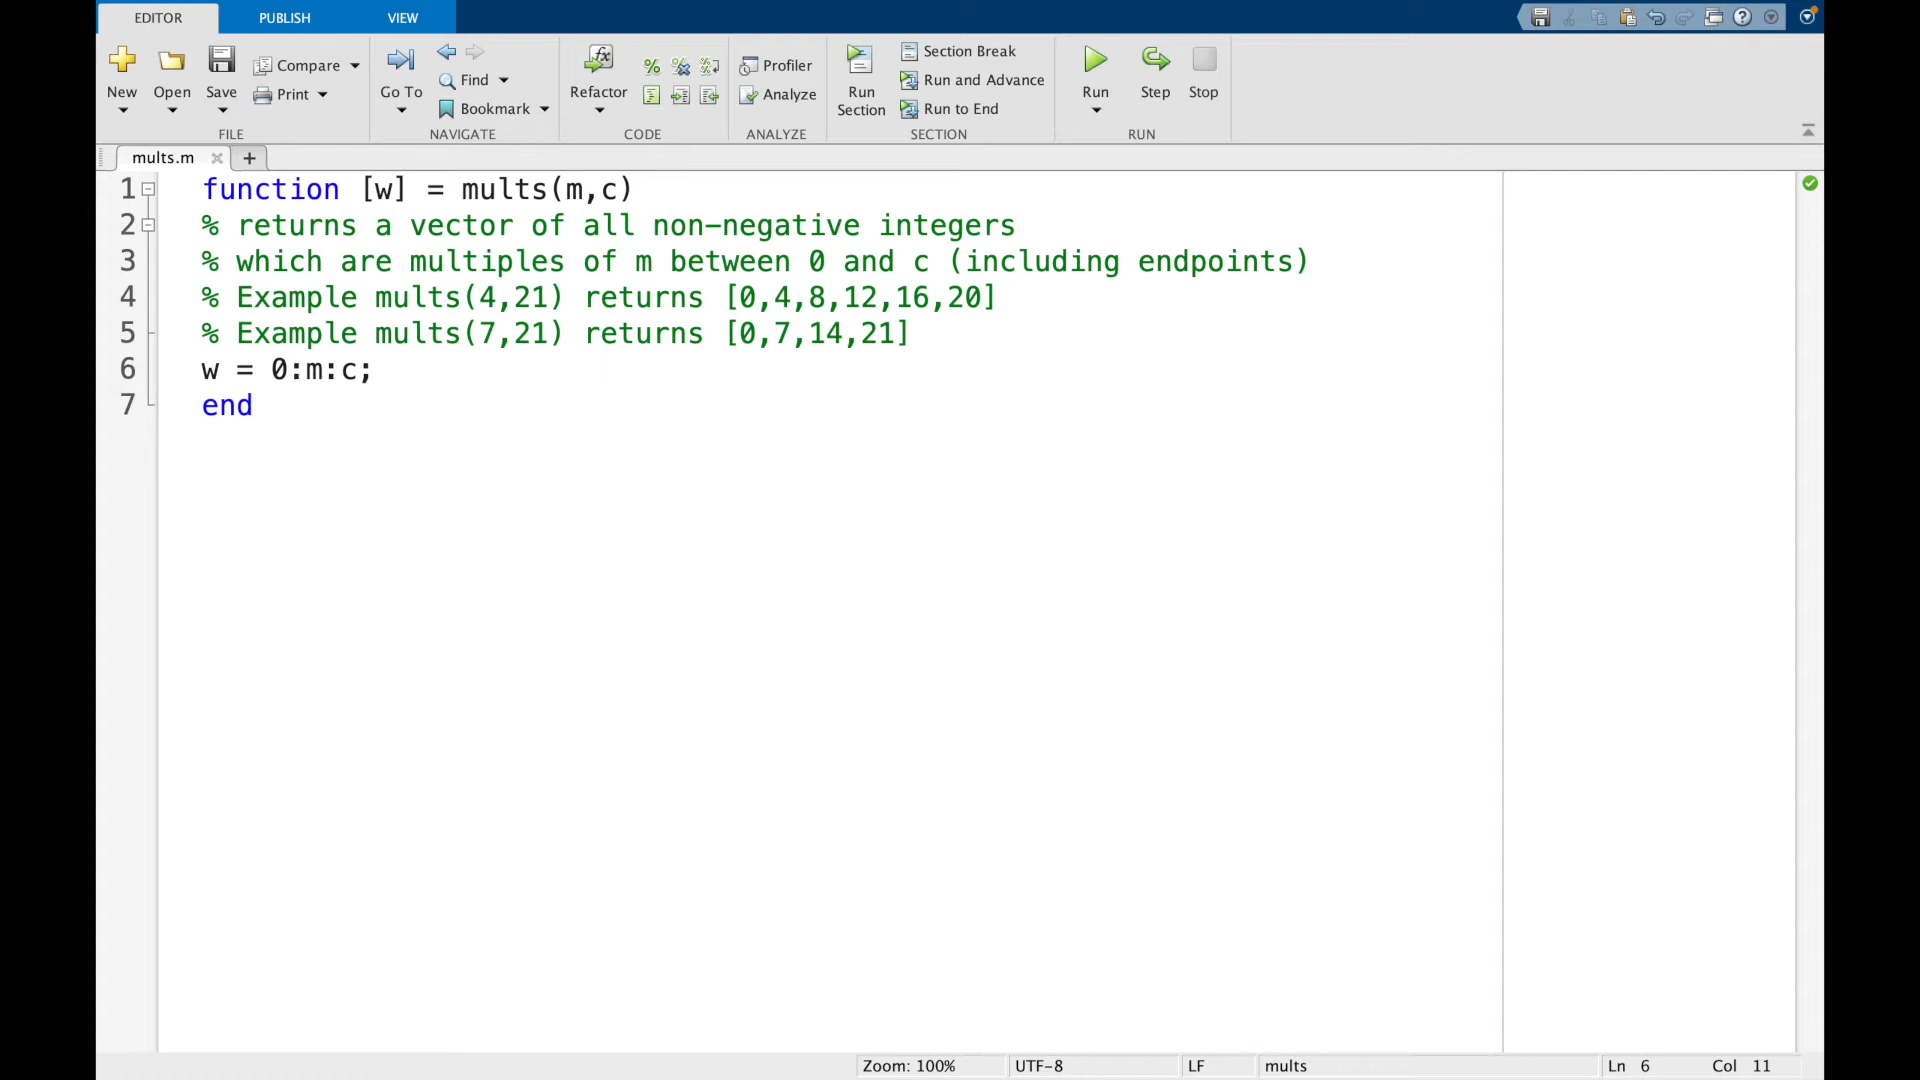 EDITOR PUBLISH VIEW
New Open Save Compare Print
FILE
Go To Find Bookmark
NAVIGATE
Refactor
CODE
Profiler Analyze
ANALYZE
Run Section Section Break Run and Advance Run to End
SECTION
Run Step Stop
RUN
mults.m
1 function [w] = mults(m,c)
2 % returns a vector of all non-negative integers
3 % which are multiples of m between 0 and c (including endpoints)
4 % Example mults(4,21) returns [0,4,8,12,16,20]
5 % Example mults(7,21) returns [0,7,14,21]
6 w = 0:m:c;
7 end
Zoom: 100% UTF-8 LF mults Ln 6 Col 11